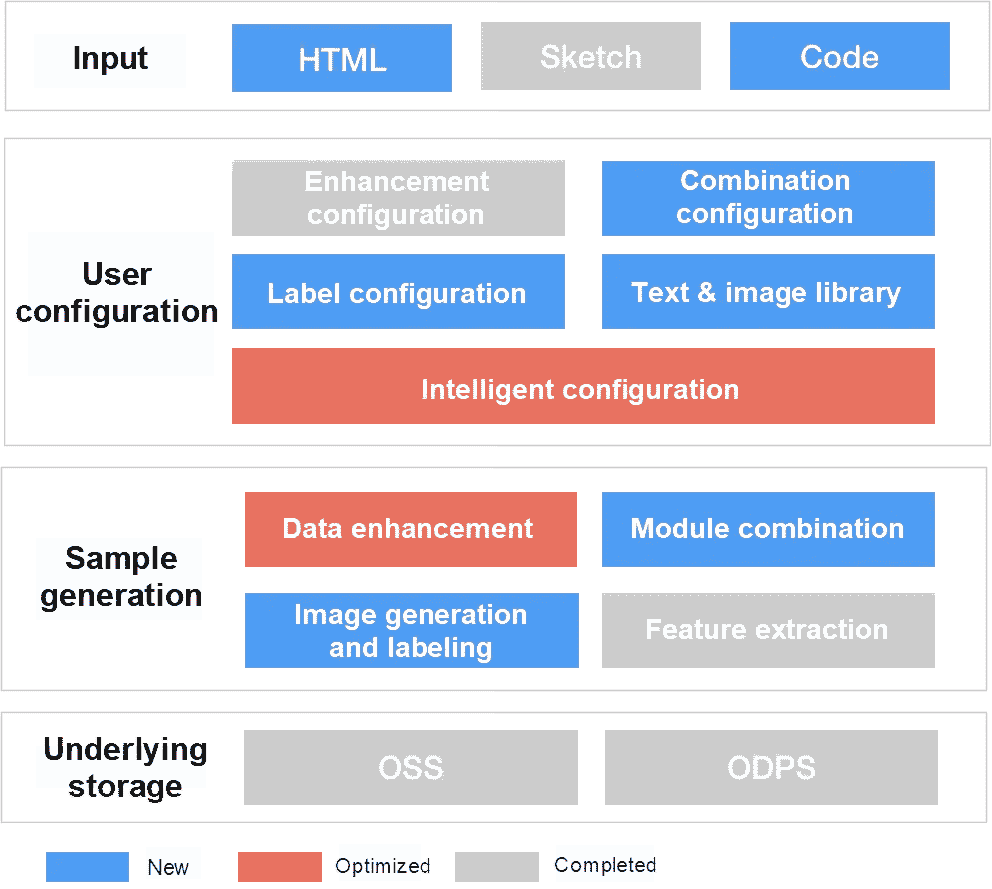 Input
HTML
Sketch
Code
User
configuration
Enhancement
configuration
Combination
configuration
Label configuration
Text & image library
Intelligent configuration
Sample
generation
Data enhancement
Module combination
Image generation
and labeling
Feature extraction
Underlying
storage
OSS
ODPS
New
Optimized
Completed